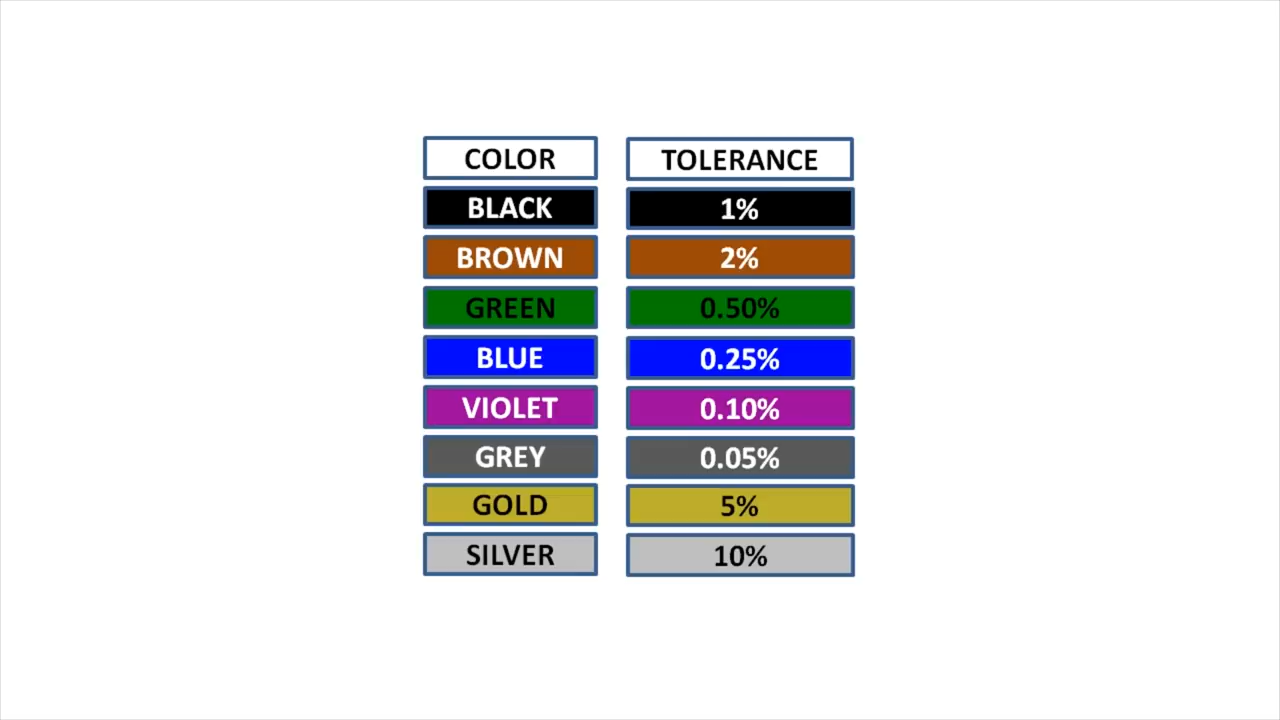 COLOR TOLERANCE
BLACK 1%
BROWN 2%
GREEN 0.50%
BLUE 0.25%
VIOLET 0.10%
GREY 0.05%
GOLD 5%
SILVER 10%